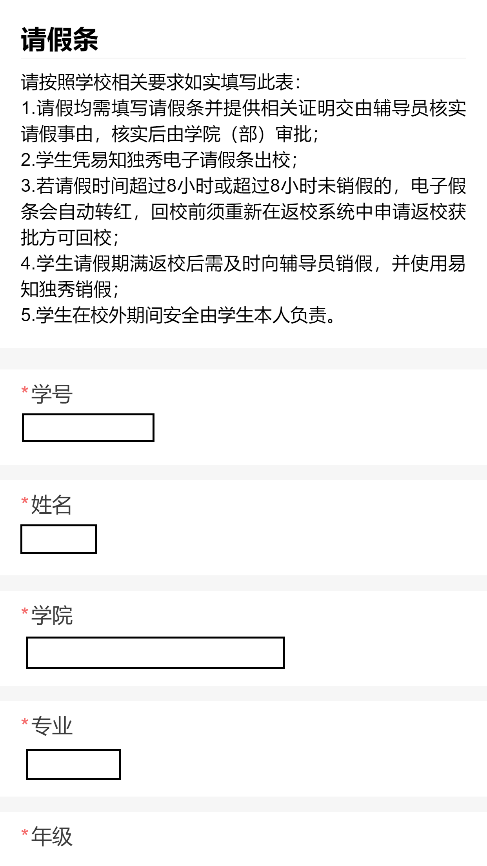 请假条
请按照学校相关要求如实填写此表：
1.请假均需填写请假条并提供相关证明交由辅导员核实
请假事由，核实后由学院（部）审批；
2.学生凭易知独秀电子请假条出校；
3.若请假时间超过8小时或超过8小时未销假的，电子假
条会自动转红，回校前须重新在返校系统中申请返校获
批方可回校；
4.学生请假期满返校后需及时向辅导员销假，并使用易
知独秀销假；
5.学生在校外期间安全由学生本人负责。
*学号
*姓名
*学院
*专业
*年级